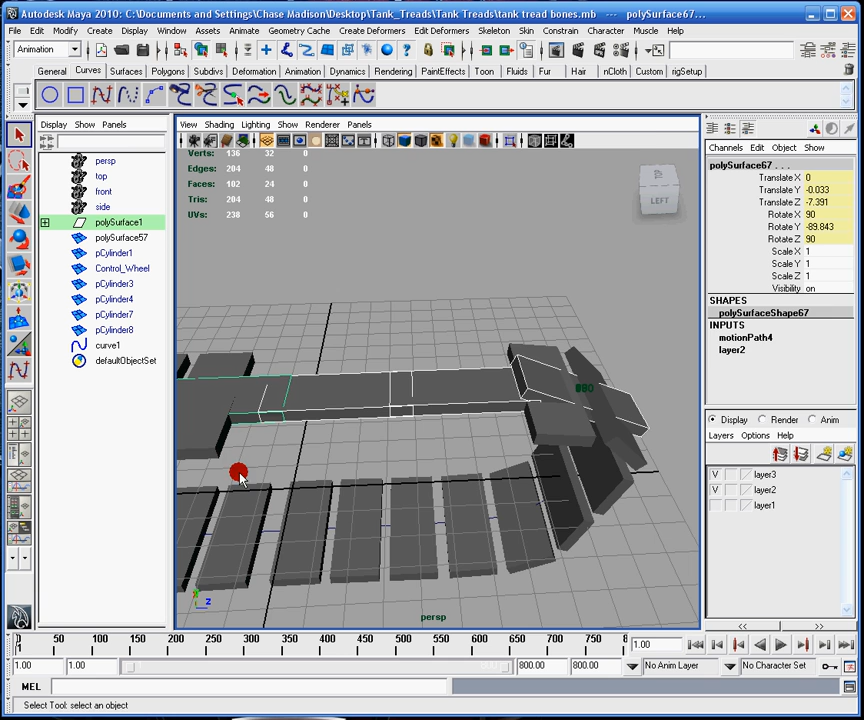 Autodesk Maya 2010: C:\Documents and Settings\Chase Madison\Desktop\Tank_Treads\Tank Treads\tank tread bones.mb --- polySurface67...
File Edit Modify Create Display Window Assets Animate Geometry Cache Create Deformers Edit Deformers Skeleton Skin Constrain Character Muscle Help
Animation
General Curves Surfaces Polygons Subdivs Deformation Animation Dynamics Rendering PaintEffects Toon Fluids Fur Hair nCloth Custom rigSetup
Display Show Panels
persp
top
front
side
polySurface1
polySurface57
pCylinder1
Control_Wheel
pCylinder3
pCylinder4
pCylinder7
pCylinder8
curve1
defaultObjectSet
View Shading Lighting Show Renderer Panels
Verts: 136 32 0
Edges: 204 48 0
Faces: 102 24 0
Tris: 204 48 0
UVs: 238 56 0
LEFT
z
persp
Channels Edit Object Show
polySurface67 . . .
Translate X 0
Translate Y -0.033
Translate Z -7.391
Rotate X 90
Rotate Y -89.843
Rotate Z 90
Scale X 1
Scale Y 1
Scale Z 1
Visibility on
SHAPES
polySurfaceShape67
INPUTS
motionPath4
layer2
Display Render Anim
Layers Options Help
V layer3
V layer2
layer1
<< >>
1 50 100 150 200 250 300 350 400 450 500 550 600 650 700 750 8
1.00
1.00 1.00 800.00 800.00 No Anim Layer No Character Set
MEL
Select Tool: select an object